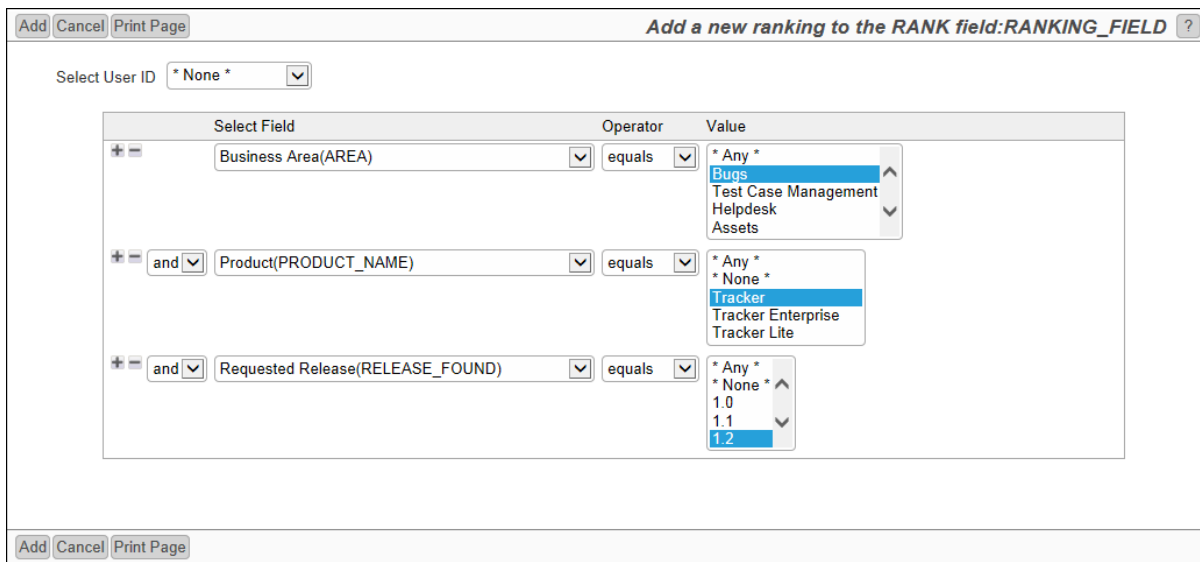 Add Cancel Print Page Add a new ranking to the RANK field:RANKING_FIELD ?
Select User ID * None *
Select Field Operator Value
Business Area(AREA) equals * Any *
Bugs
Test Case Management
Helpdesk
Assets
and Product(PRODUCT_NAME) equals * Any *
* None *
Tracker
Tracker Enterprise
Tracker Lite
and Requested Release(RELEASE_FOUND) equals * Any *
* None *
1.0
1.1
1.2
Add Cancel Print Page